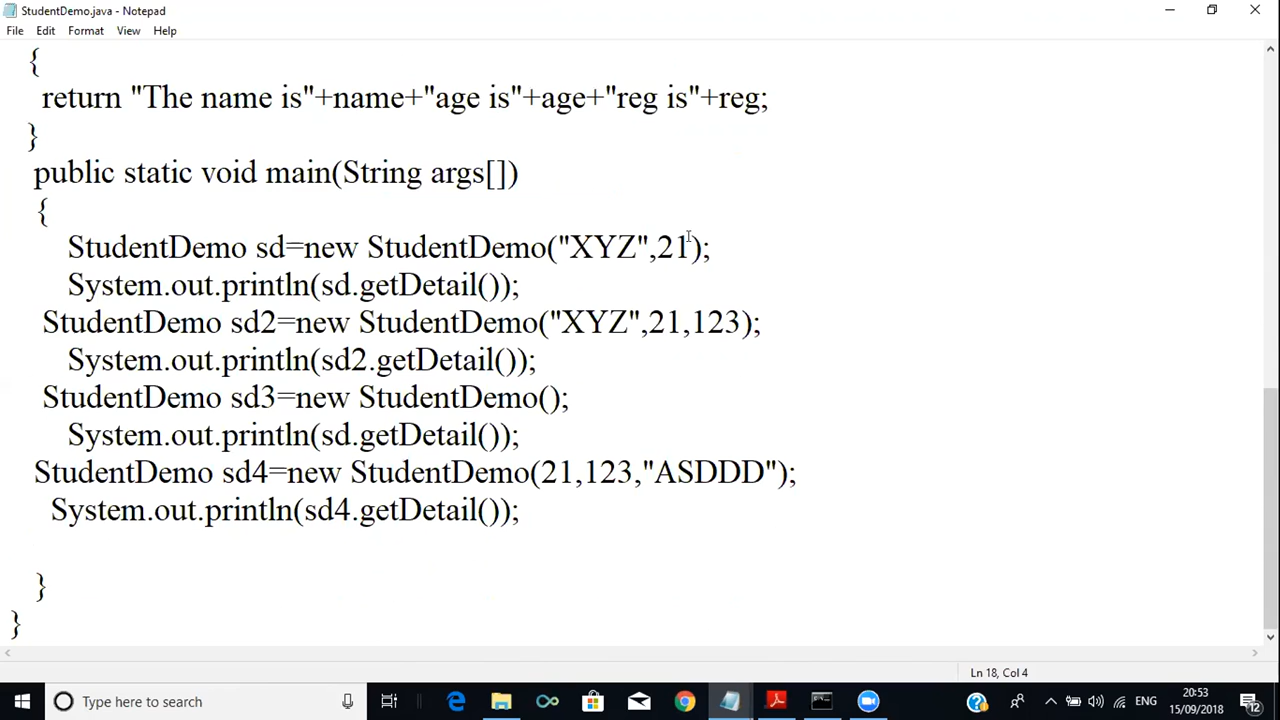 StudentDemo.java - Notepad
File Edit Format View Help
{
return "The name is"+name+"age is"+age+"reg is"+reg;
}
public static void main(String args[])
{
StudentDemo sd=new StudentDemo("XYZ",21);
System.out.println(sd.getDetail());
StudentDemo sd2=new StudentDemo("XYZ",21,123);
System.out.println(sd2.getDetail());
StudentDemo sd3=new StudentDemo();
System.out.println(sd.getDetail());
StudentDemo sd4=new StudentDemo(21,123,"ASDDD");
System.out.println(sd4.getDetail());
}
}
Ln 18, Col 4
Type here to search
ENG
20:53
15/09/2018
12